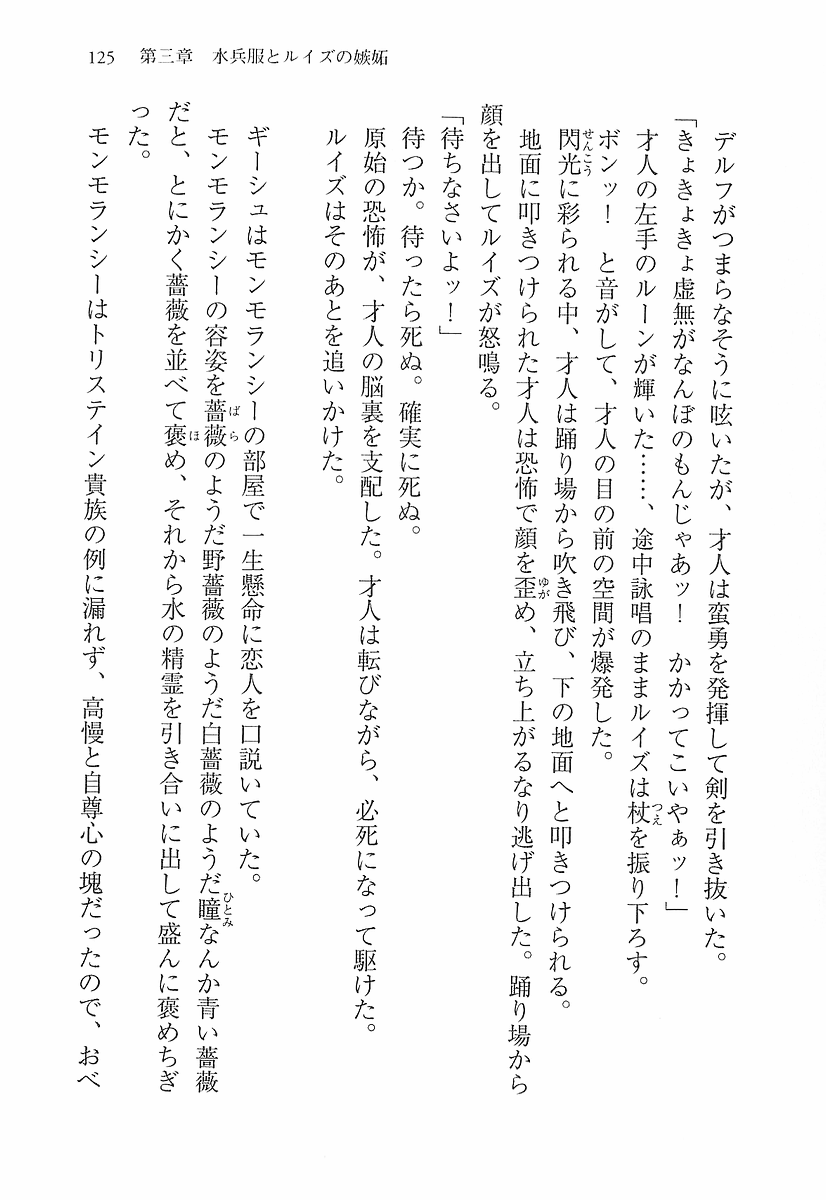 125　第三章　水兵服とルイズの嫉妬
デルフがつまらなそうに呟いたが、才人は蛮勇を発揮して剣を引き抜いた。
「きょきょきょ虚無がなんぼのもんじゃあッ！　かかってこいやぁッ！」
才人の左手のルーンが輝いた……、途中詠唱のままルイズは杖を振り下ろす。
ボンッ！　と音がして、才人の目の前の空間が爆発した。
閃光に彩られる中、才人は踊り場から吹き飛び、下の地面へと叩きつけられる。
地面に叩きつけられた才人は恐怖で顔を歪め、立ち上がるなり逃げ出した。踊り場から
顔を出してルイズが怒鳴る。
「待ちなさいよッ！」
待つか。待ったら死ぬ。確実に死ぬ。
原始の恐怖が、才人の脳裏を支配した。才人は転びながら、必死になって駆けた。
ルイズはそのあとを追いかけた。
ギーシュはモンモランシーの部屋で一生懸命に恋人を口説いていた。
モンモランシーの容姿を薔薇のようだ野薔薇のようだ白薔薇のようだ瞳なんか青い薔薇
だと、とにかく薔薇を並べて褒め、それから水の精霊を引き合いに出して盛んに褒めちぎ
った。
モンモランシーはトリステイン貴族の例に漏れず、高慢と自尊心の塊だったので、おべ